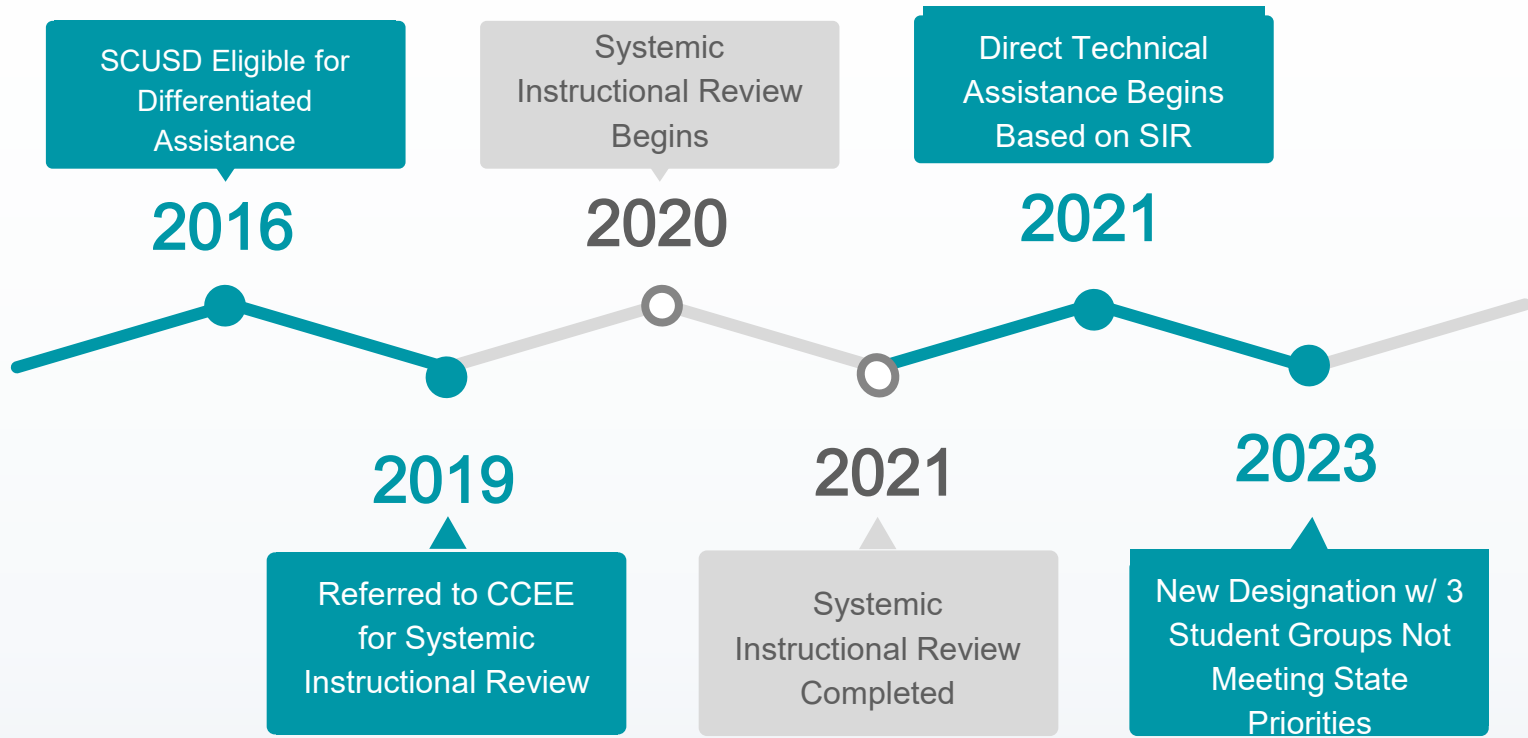 SCUSD Eligible for
Differentiated
Assistance
2016
Systemic
Instructional Review
Begins
2020
Direct Technical
Assistance Begins
Based on SIR
2021
2019
Referred to CCEE
for Systemic
Instructional Review
2021
Systemic
Instructional Review
Completed
2023
New Designation w/ 3
Student Groups Not
Meeting State
Priorities